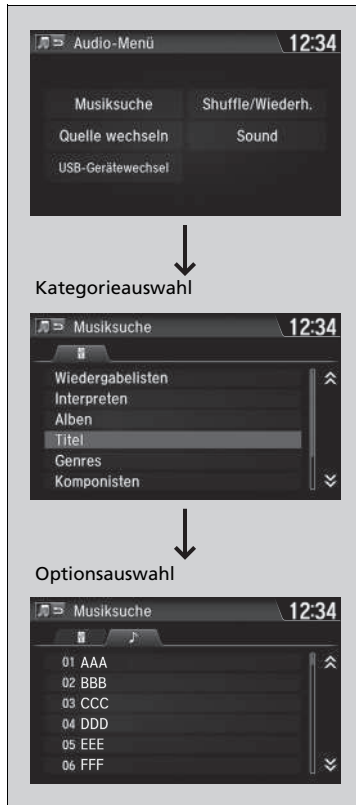 Audio-Menü 12:34
Musiksuche Shuffle/Wiederh.
Quelle wechseln Sound
USB-Gerätewechsel
Kategorieauswahl
Musiksuche 12:34
Wiedergabelisten
Interpreten
Alben
Titel
Genres
Komponisten
Optionsauswahl
Musiksuche 12:34
01 AAA
02 BBB
03 CCC
04 DDD
05 EEE
06 FFF